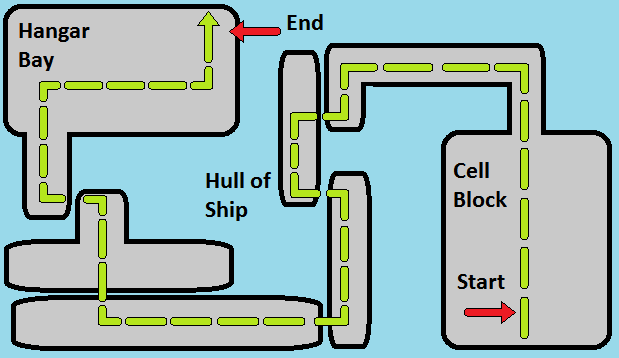 Hangar
Bay
End
Hull of
Ship
Cell
Block
Start